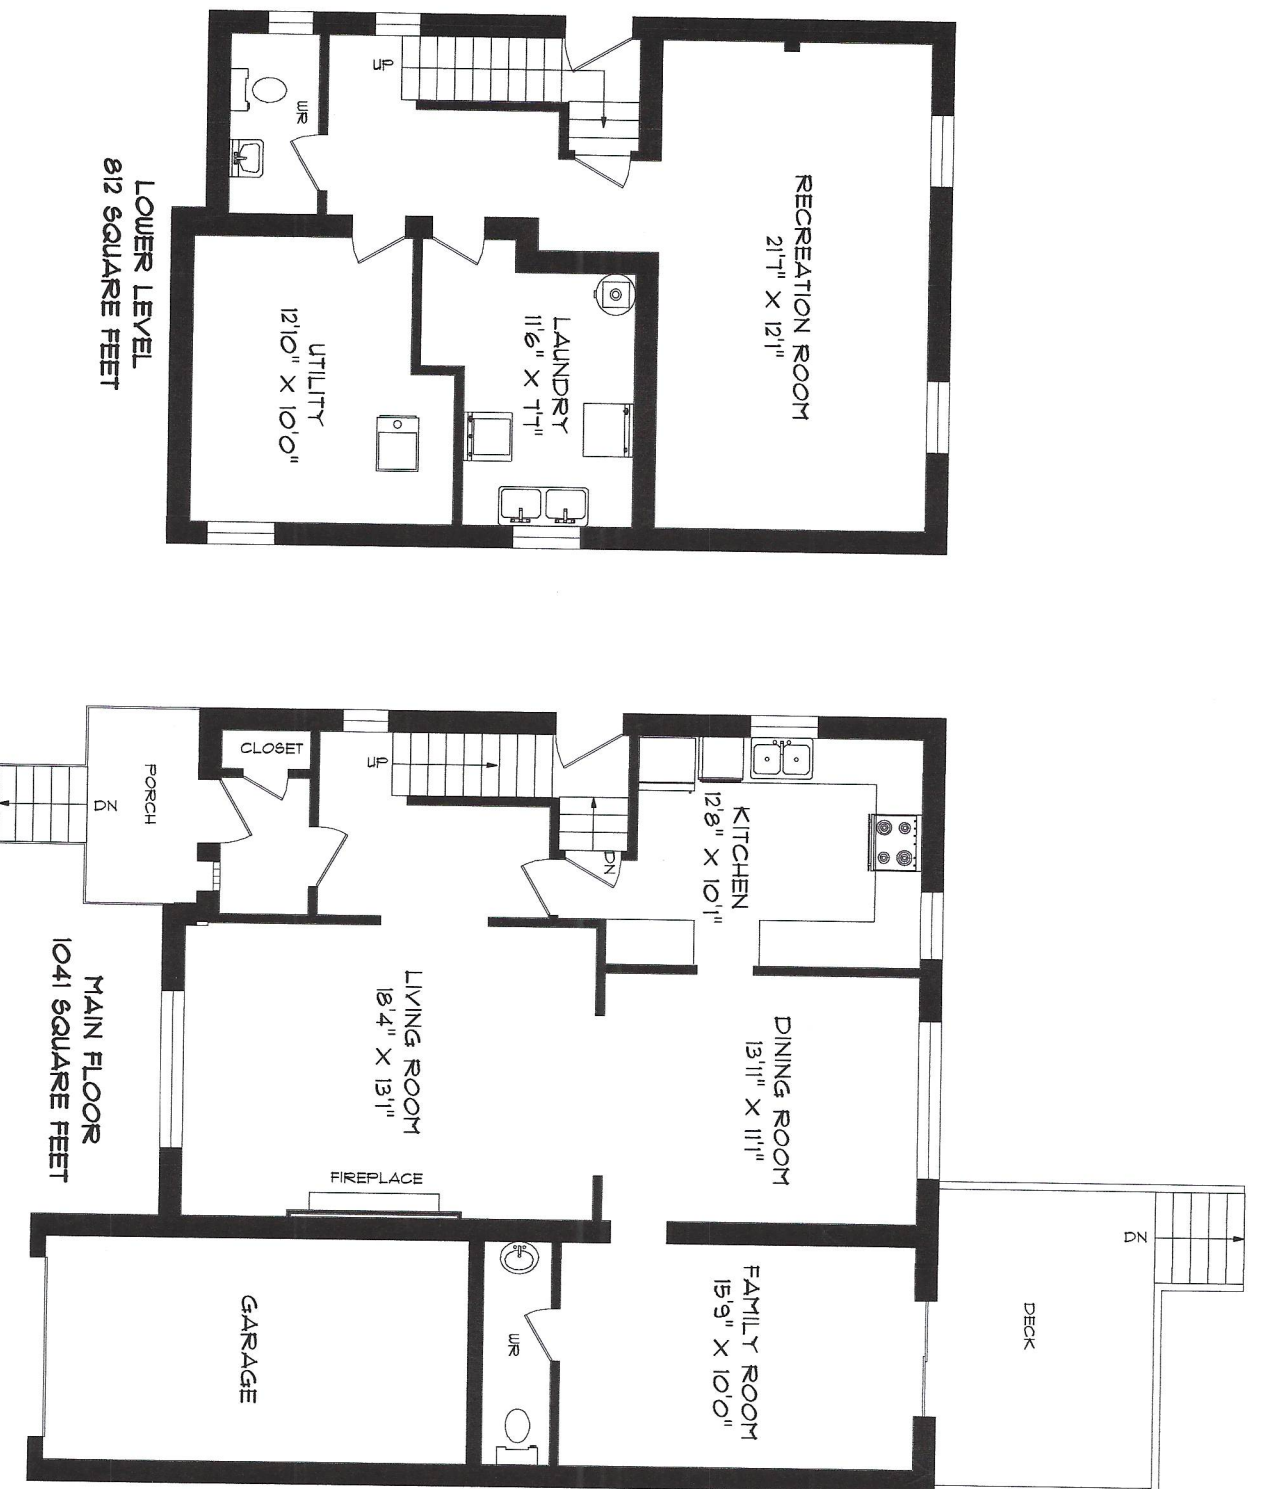 UP
WR
RECREATION ROOM
21'7" X 12'1"
LAUNDRY
11'6" X 7'7"
UTILITY
12'10" X 10'0"
LOWER LEVEL
812 SQUARE FEET
CLOSET
UP
PORCH
DN
DN
KITCHEN
12'8" X 10'1"
LIVING ROOM
18'4" X 13'1"
DINING ROOM
13'11" X 11'1"
FIREPLACE
MAIN FLOOR
1041 SQUARE FEET
DN
DECK
FAMILY ROOM
15'9" X 10'0"
WR
GARAGE